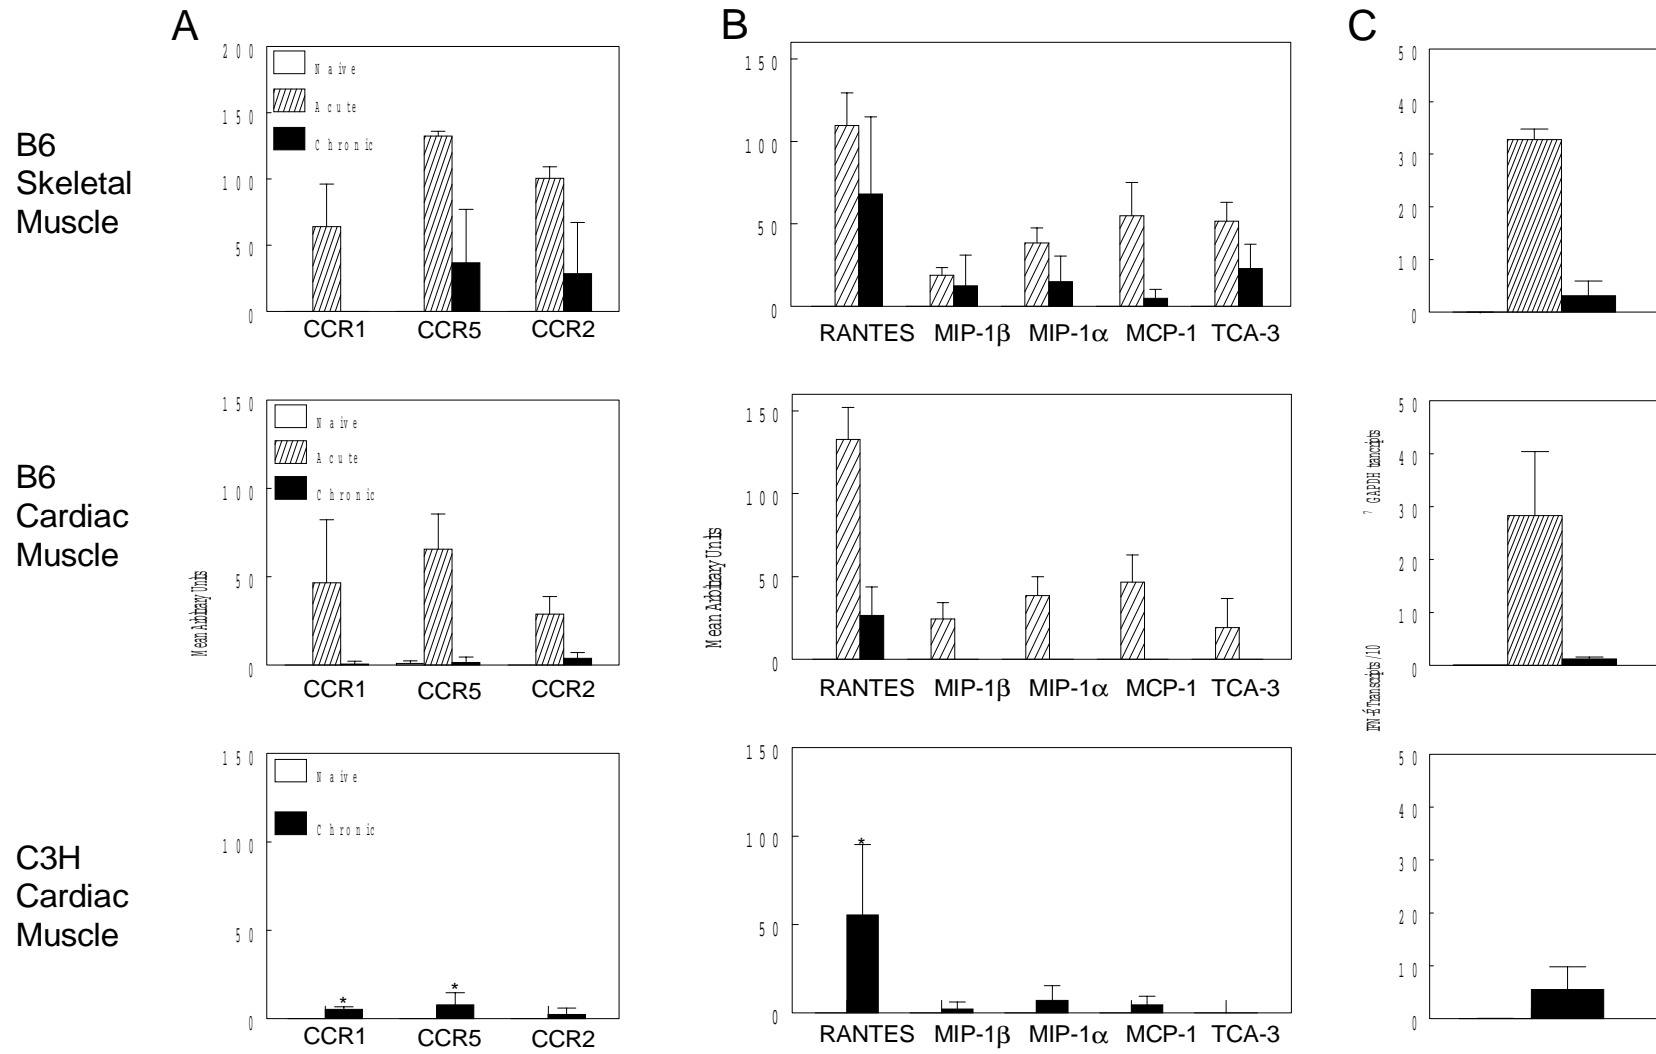 A
B
C
B6
Skeletal
Muscle
200
150
100
50
0
Naive
Acute
Chronic
CCR1 CCR5 CCR2
150
100
50
0
RANTES MIP-1β MIP-1α MCP-1 TCA-3
50
40
30
20
10
0
B6
Cardiac
Muscle
Mean Arbitrary Units
150
100
50
0
Naive
Acute
Chronic
CCR1 CCR5 CCR2
Mean Arbitrary Units
150
100
50
0
RANTES MIP-1β MIP-1α MCP-1 TCA-3
Transcripts /10
7 GAPDH
50
40
30
20
10
0
C3H
Cardiac
Muscle
150
100
50
0
Naive
Chronic
* *
CCR1 CCR5 CCR2
150
100
50
0
*
RANTES MIP-1β MIP-1α MCP-1 TCA-3
50
40
30
20
10
0